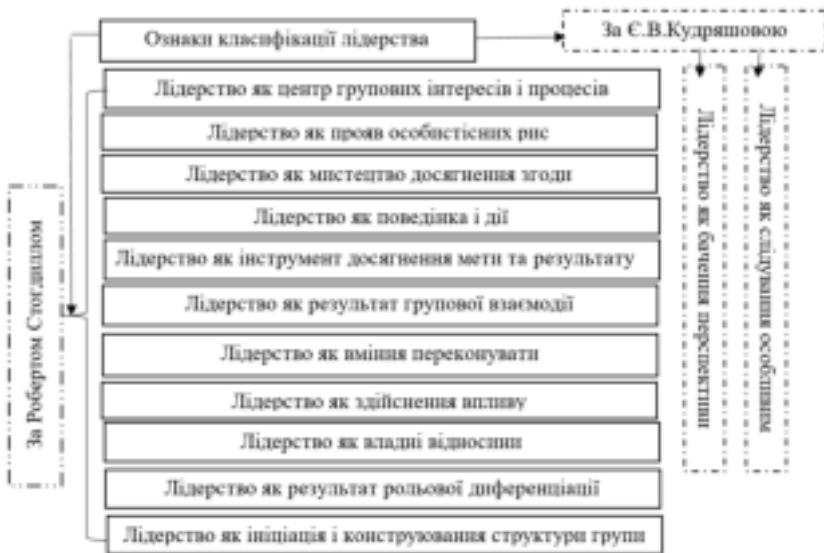 Ознаки класифікації лідерства
За Є.В.Кудряшовою
Лідерство як центр групових інтересів і процесів
Лідерство як прояв особистісних рис
Лідерство як мистецтво досягнення згоди
Лідерство як поведінка і дії
Лідерство як інструмент досягнення мети та результату
Лідерство як результат групової взаємодії
Лідерство як вміння переконувати
Лідерство як здійснення впливу
Лідерство як владні відносини
Лідерство як результат рольової диференціації
Лідерство як ініціація і конструювання структури групи
За Робертом Стогдиллом
Лідерство як бачення перспективи
Лідерство як слідування особливим